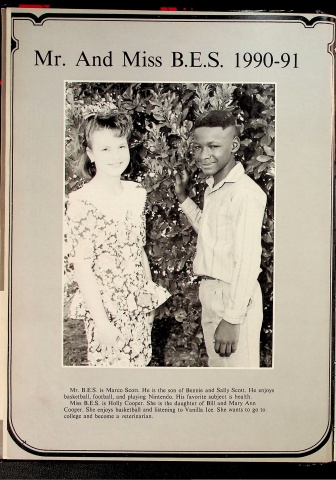 Mr. And Miss B.E.S. 1990-91
Mr. B.E.S. is Marco Scott. He is the son of Bennie and Sally Scott. He enjoys
basketball, football, and playing Nintendo. His favorite subject is health.
Miss B.E.S. is Holly Cooper. She is the daughter of Bill and Mary Ann
Cooper. She enjoys basketball and listening to Vanilla Ice. She wants to go to
college and become a veterinarian.